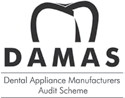 DAMAS
Dental Appliance Manufacturers
Audit Scheme